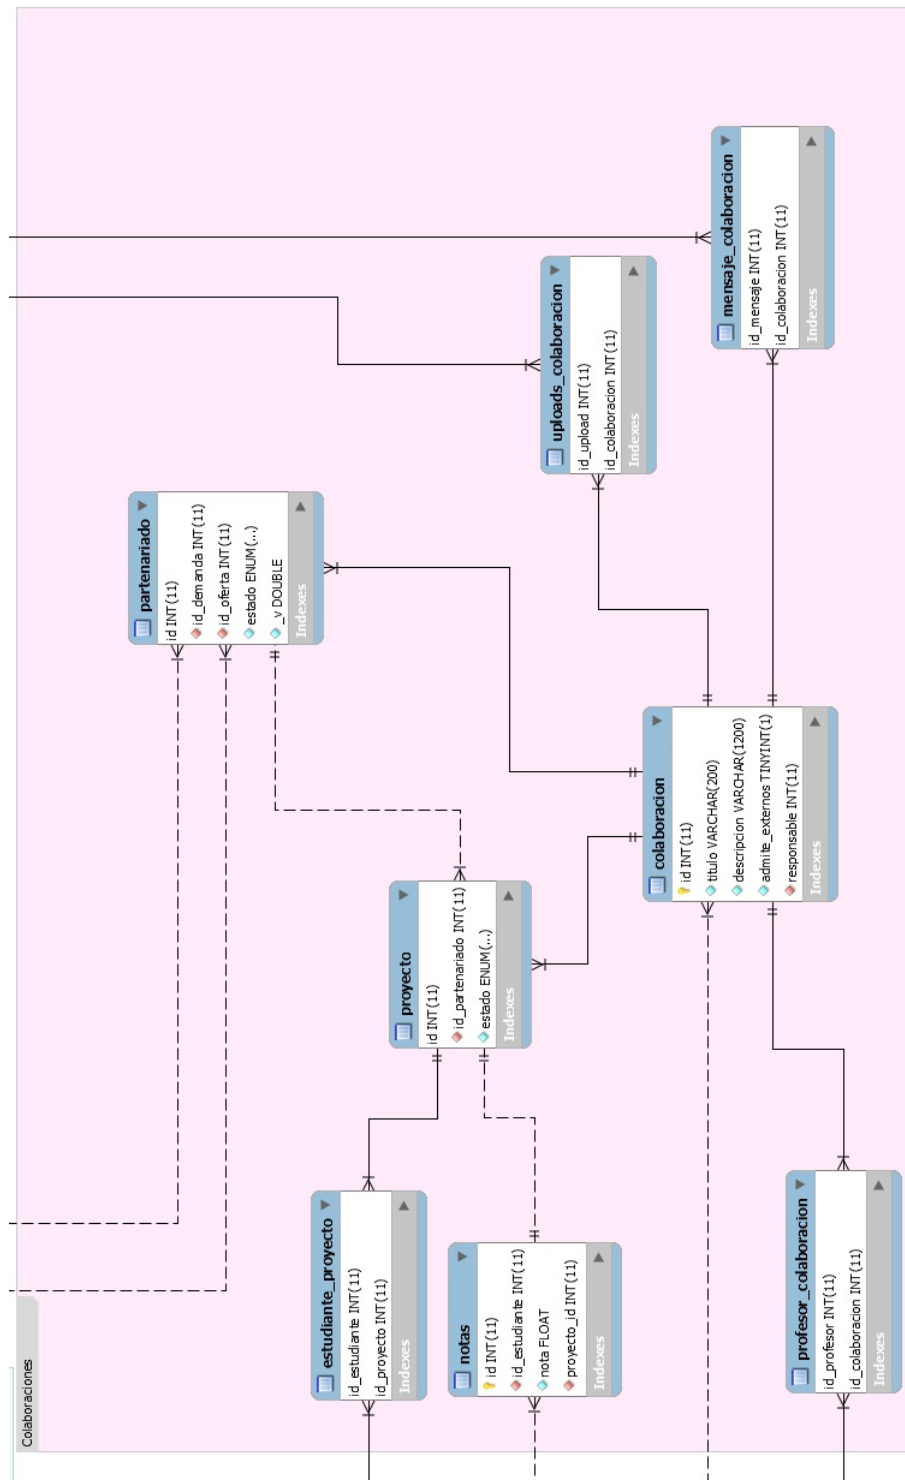 Colaboraciones
partenariado
id INT(11)
id_demanda INT(11)
id_oferta INT(11)
estado ENUM(...)
_v DOUBLE
Indexes
estudiante_proyecto
id_estudiante INT(11)
id_proyecto INT(11)
Indexes
proyecto
id INT(11)
id_partenariado INT(11)
estado ENUM(...)
Indexes
notas
id INT(11)
id_estudiante INT(11)
nota FLOAT
proyecto_id INT(11)
Indexes
uploads_colaboracion
id_upload INT(11)
id_colaboracion INT(11)
Indexes
colaboracion
id INT(11)
titulo VARCHAR(200)
descripcion VARCHAR(1200)
admite_externos TINYINT(1)
responsable INT(11)
Indexes
mensaje_colaboracion
id_mensaje INT(11)
id_colaboracion INT(11)
Indexes
profesor_colaboracion
id_profesor INT(11)
id_colaboracion INT(11)
Indexes